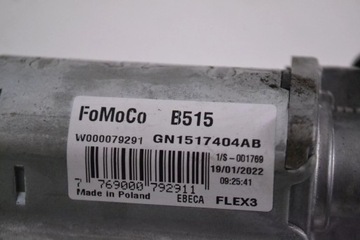 FoMoCo B515
W000079291 GN1517404AB
1/S-001769
19/01/2022
09:25:41
7 769000 792911
Made in Poland EBECA FLEX3